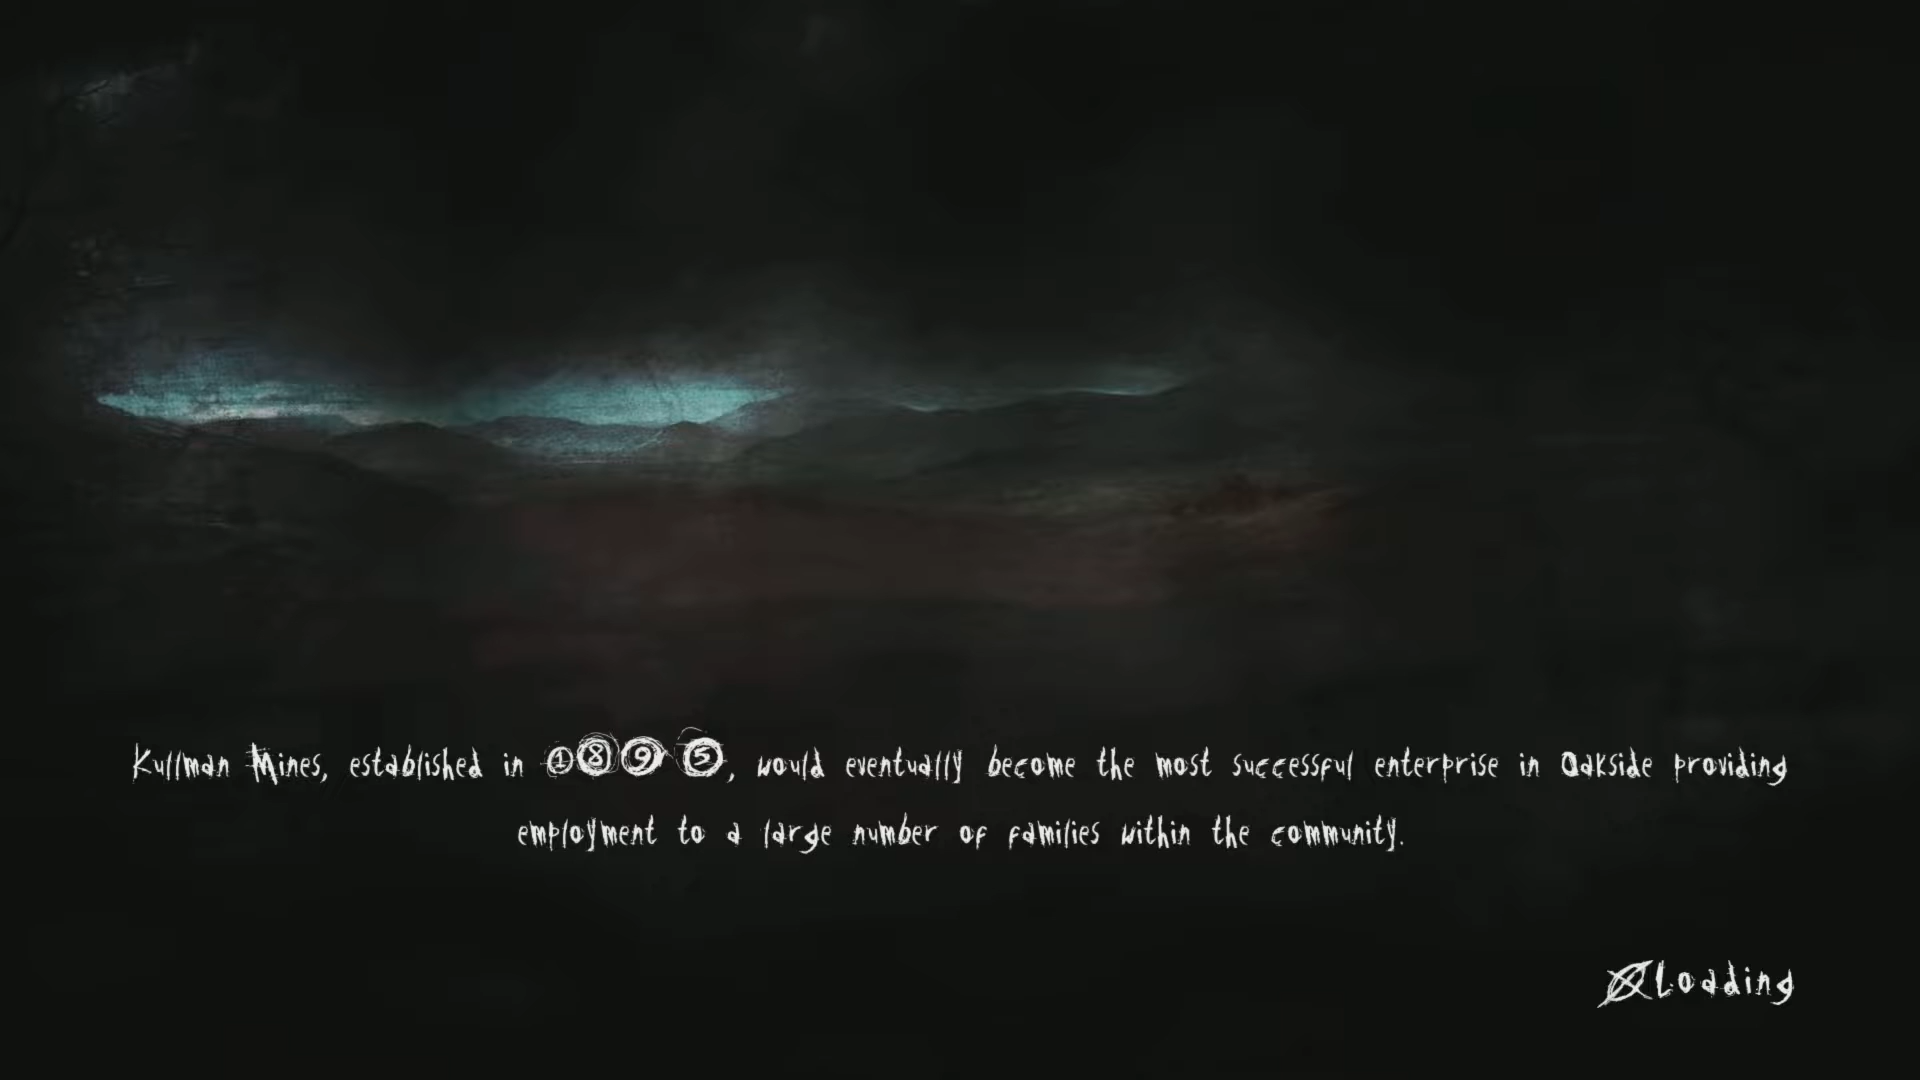 Kullman Mines, established in 1895, would eventually become the most successful enterprise in Oakside providing
employment to a large number of families within the community.
Loading